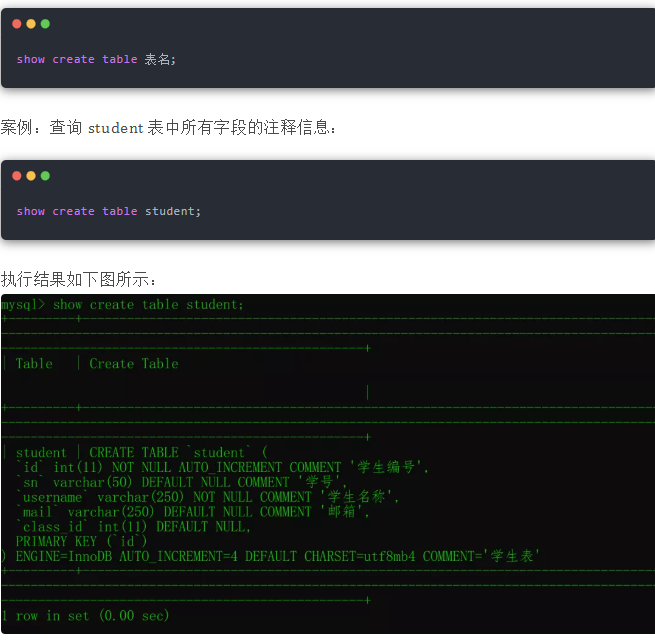 show create table 表名;
案例：查询 student 表中所有字段的注释信息：
show create table student;
执行结果如下图所示：
mysql> show create table student;
| Table | Create Table
|
| student | CREATE TABLE `student` (
`id` int(11) NOT NULL AUTO_INCREMENT COMMENT '学生编号',
`sn` varchar(50) DEFAULT NULL COMMENT '学号',
`username` varchar(250) NOT NULL COMMENT '学生名称',
`mail` varchar(250) DEFAULT NULL COMMENT '邮箱',
`class_id` int(11) DEFAULT NULL,
PRIMARY KEY (`id`)
) ENGINE=InnoDB AUTO_INCREMENT=4 DEFAULT CHARSET=utf8mb4 COMMENT='学生表'
1 row in set (0.00 sec)